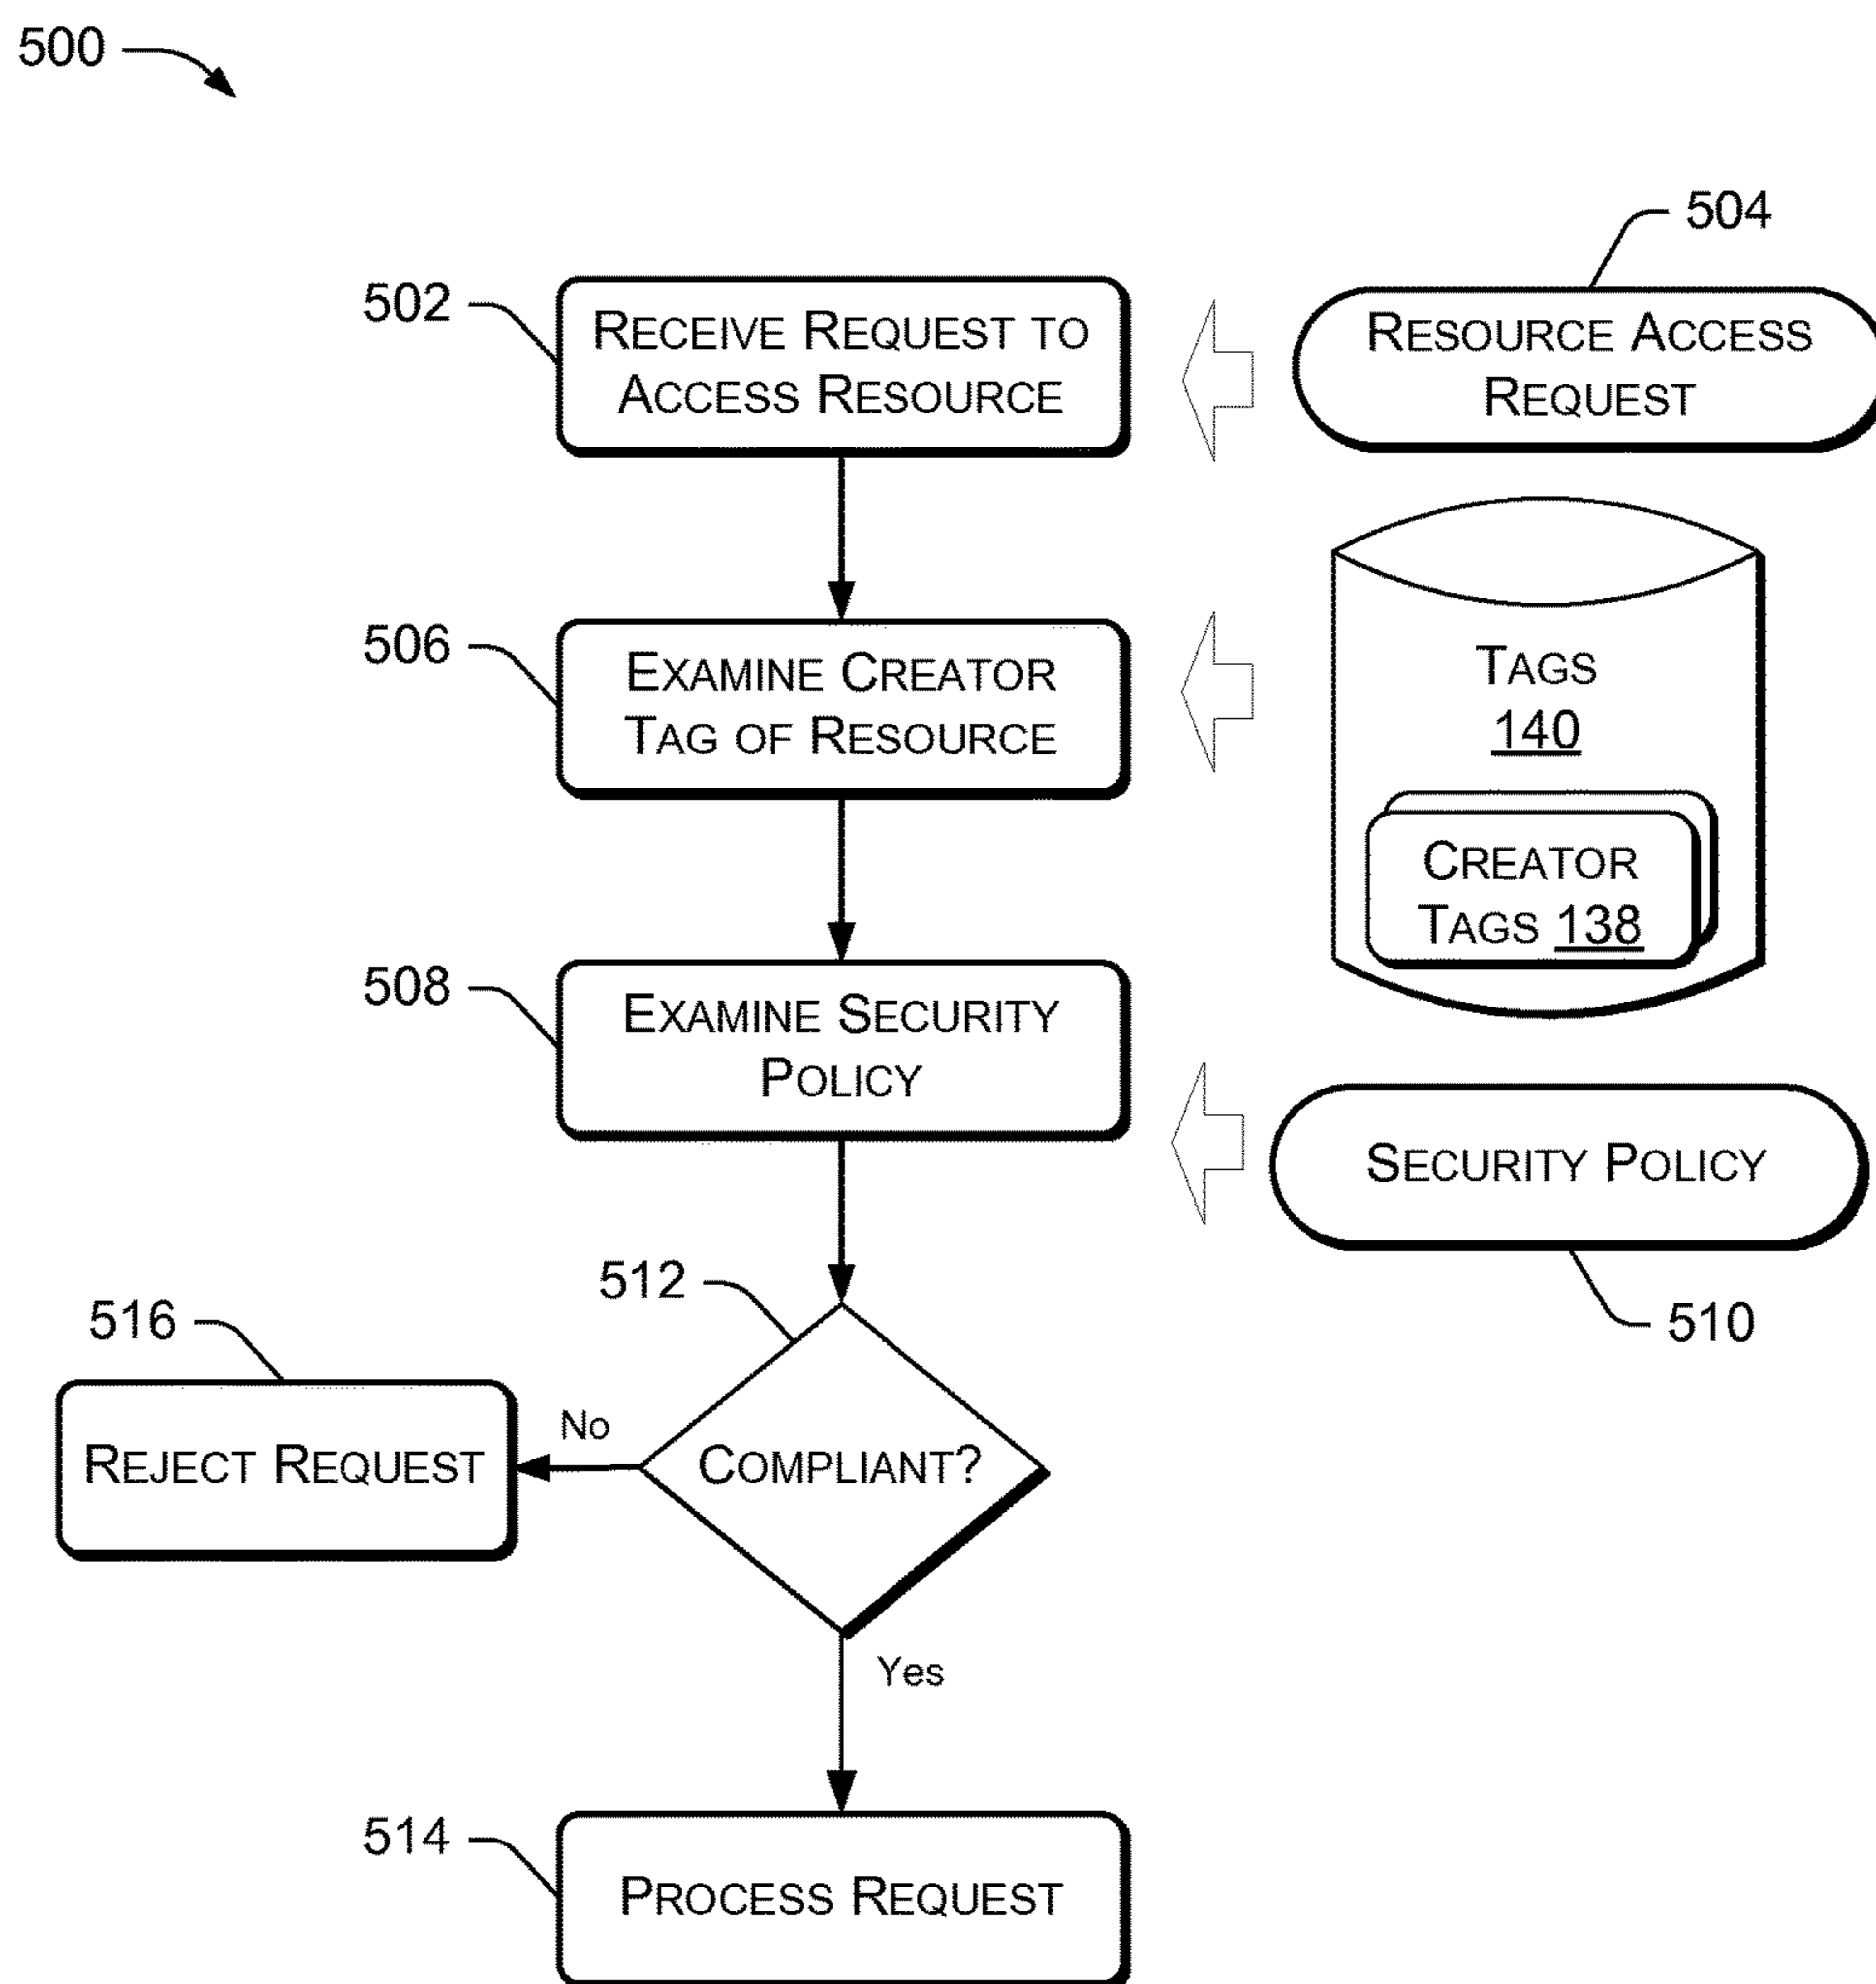 500
504
502
RECEIVE REQUEST TO
ACCESS RESOURCE
RESOURCE ACCESS
REQUEST
506
EXAMINE CREATOR
TAG OF RESOURCE
TAGS
140
CREATOR
TAGS 138
508
EXAMINE SECURITY
POLICY
SECURITY POLICY
510
512
516
REJECT REQUEST
No
COMPLIANT?
Yes
514
PROCESS REQUEST